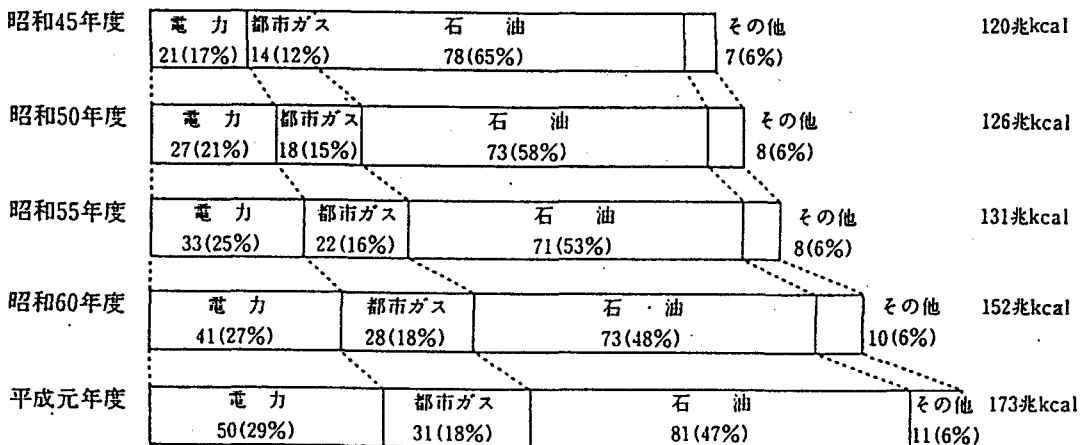 昭和45年度 電力 都市ガス 石油 その他 120兆kcal
21(17%) 14(12%) 78(65%) 7(6%)
昭和50年度 電力 都市ガス 石油 その他 126兆kcal
27(21%) 18(15%) 73(58%) 8(6%)
昭和55年度 電力 都市ガス 石油 その他 131兆kcal
33(25%) 22(16%) 71(53%) 8(6%)
昭和60年度 電力 都市ガス 石油 その他 152兆kcal
41(27%) 28(18%) 73(48%) 10(6%)
平成元年度 電力 都市ガス 石油 その他 173兆kcal
50(29%) 31(18%) 81(47%) 11(6%)